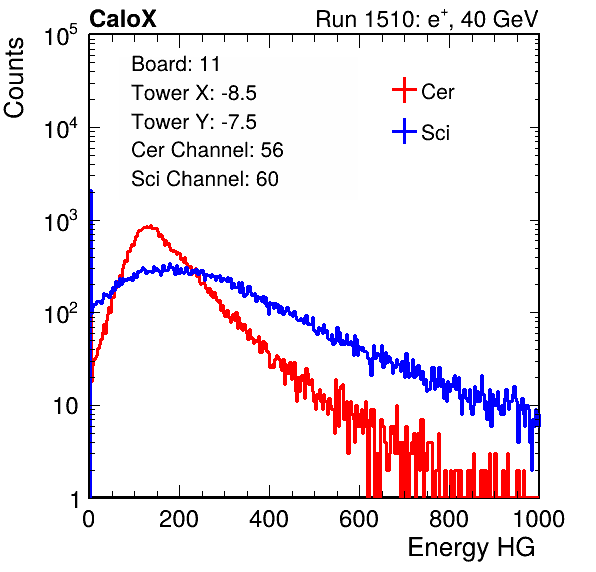 CaloX Run 1510: e⁺, 40 GeV
Counts
10⁵
10⁴
10³
10²
10
1
Board: 11
Tower X: -8.5
Tower Y: -7.5
Cer Channel: 56
Sci Channel: 60
Cer
Sci
0 200 400 600 800 1000
Energy HG